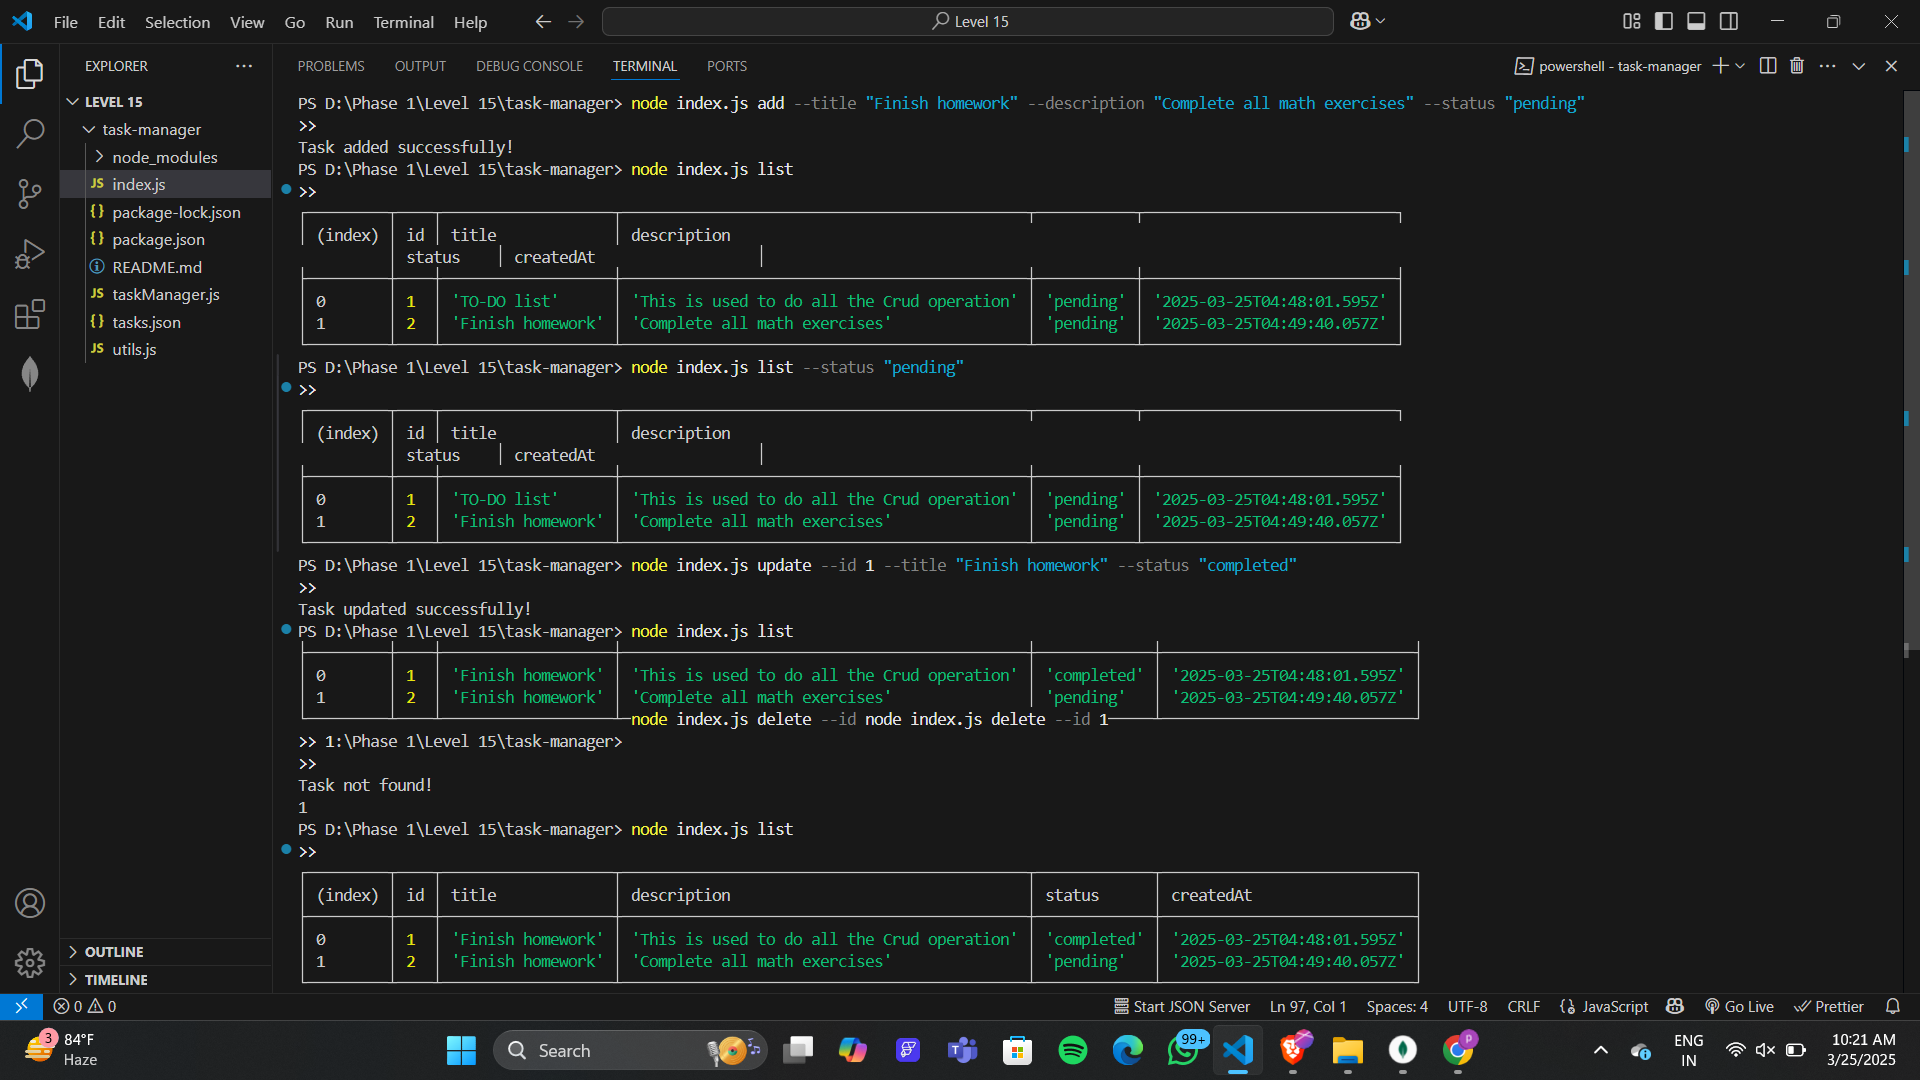 File Edit Selection View Go Run Terminal Help
Level 15
EXPLORER
LEVEL 15
task-manager
node_modules
JS index.js
{} package-lock.json
{} package.json
README.md
JS taskManager.js
{} tasks.json
JS utils.js
OUTLINE
TIMELINE
PROBLEMS OUTPUT DEBUG CONSOLE TERMINAL PORTS
powershell - task-manager
PS D:\Phase 1\Level 15\task-manager> node index.js add --title "Finish homework" --description "Complete all math exercises" --status "pending"
>>
Task added successfully!
PS D:\Phase 1\Level 15\task-manager> node index.js list
>>
(index) id title description
status createdAt
0 1 'TO-DO list' 'This is used to do all the Crud operation' 'pending' '2025-03-25T04:48:01.595Z'
1 2 'Finish homework' 'Complete all math exercises' 'pending' '2025-03-25T04:49:40.057Z'
PS D:\Phase 1\Level 15\task-manager> node index.js list --status "pending"
>>
(index) id title description
status createdAt
0 1 'TO-DO list' 'This is used to do all the Crud operation' 'pending' '2025-03-25T04:48:01.595Z'
1 2 'Finish homework' 'Complete all math exercises' 'pending' '2025-03-25T04:49:40.057Z'
PS D:\Phase 1\Level 15\task-manager> node index.js update --id 1 --title "Finish homework" --status "completed"
>>
Task updated successfully!
PS D:\Phase 1\Level 15\task-manager> node index.js list
0 1 'Finish homework' 'This is used to do all the Crud operation' 'completed' '2025-03-25T04:48:01.595Z'
1 2 'Finish homework' 'Complete all math exercises' 'pending' '2025-03-25T04:49:40.057Z'
node index.js delete --id node index.js delete --id 1
>> 1:\Phase 1\Level 15\task-manager>
>>
Task not found!
1
PS D:\Phase 1\Level 15\task-manager> node index.js list
>>
(index) id title description status createdAt
0 1 'Finish homework' 'This is used to do all the Crud operation' 'completed' '2025-03-25T04:48:01.595Z'
1 2 'Finish homework' 'Complete all math exercises' 'pending' '2025-03-25T04:49:40.057Z'
0 0
Start JSON Server Ln 97, Col 1 Spaces: 4 UTF-8 CRLF {} JavaScript Go Live Prettier
3
84°F
Haze
Search
99+
P
ENG
IN
10:21 AM
3/25/2025